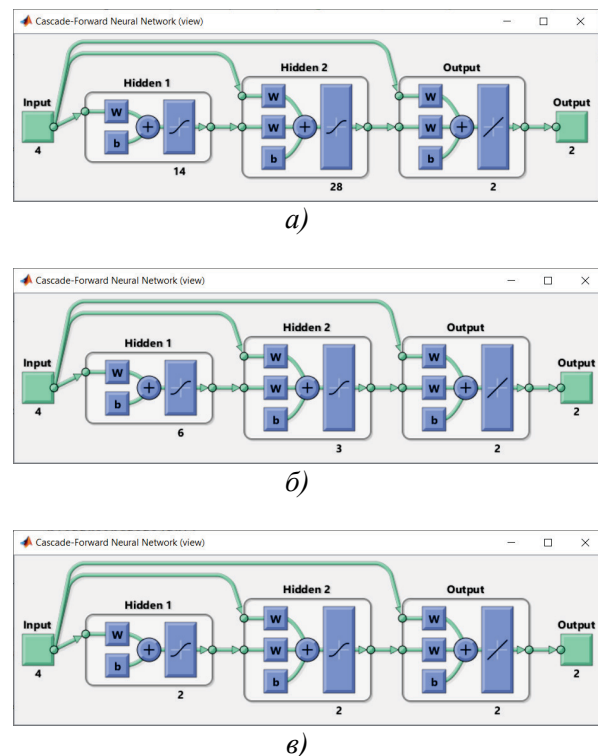 Cascade-Forward Neural Network (view)
Hidden 1 Hidden 2 Output
Input Output
W W W
W W
b b b
4 14 28 2 2
а)
Cascade-Forward Neural Network (view)
Hidden 1 Hidden 2 Output
Input Output
W W W
W W
b b b
4 6 3 2 2
б)
Cascade-Forward Neural Network (view)
Hidden 1 Hidden 2 Output
Input Output
W W W
W W
b b b
4 2 2 2 2
в)